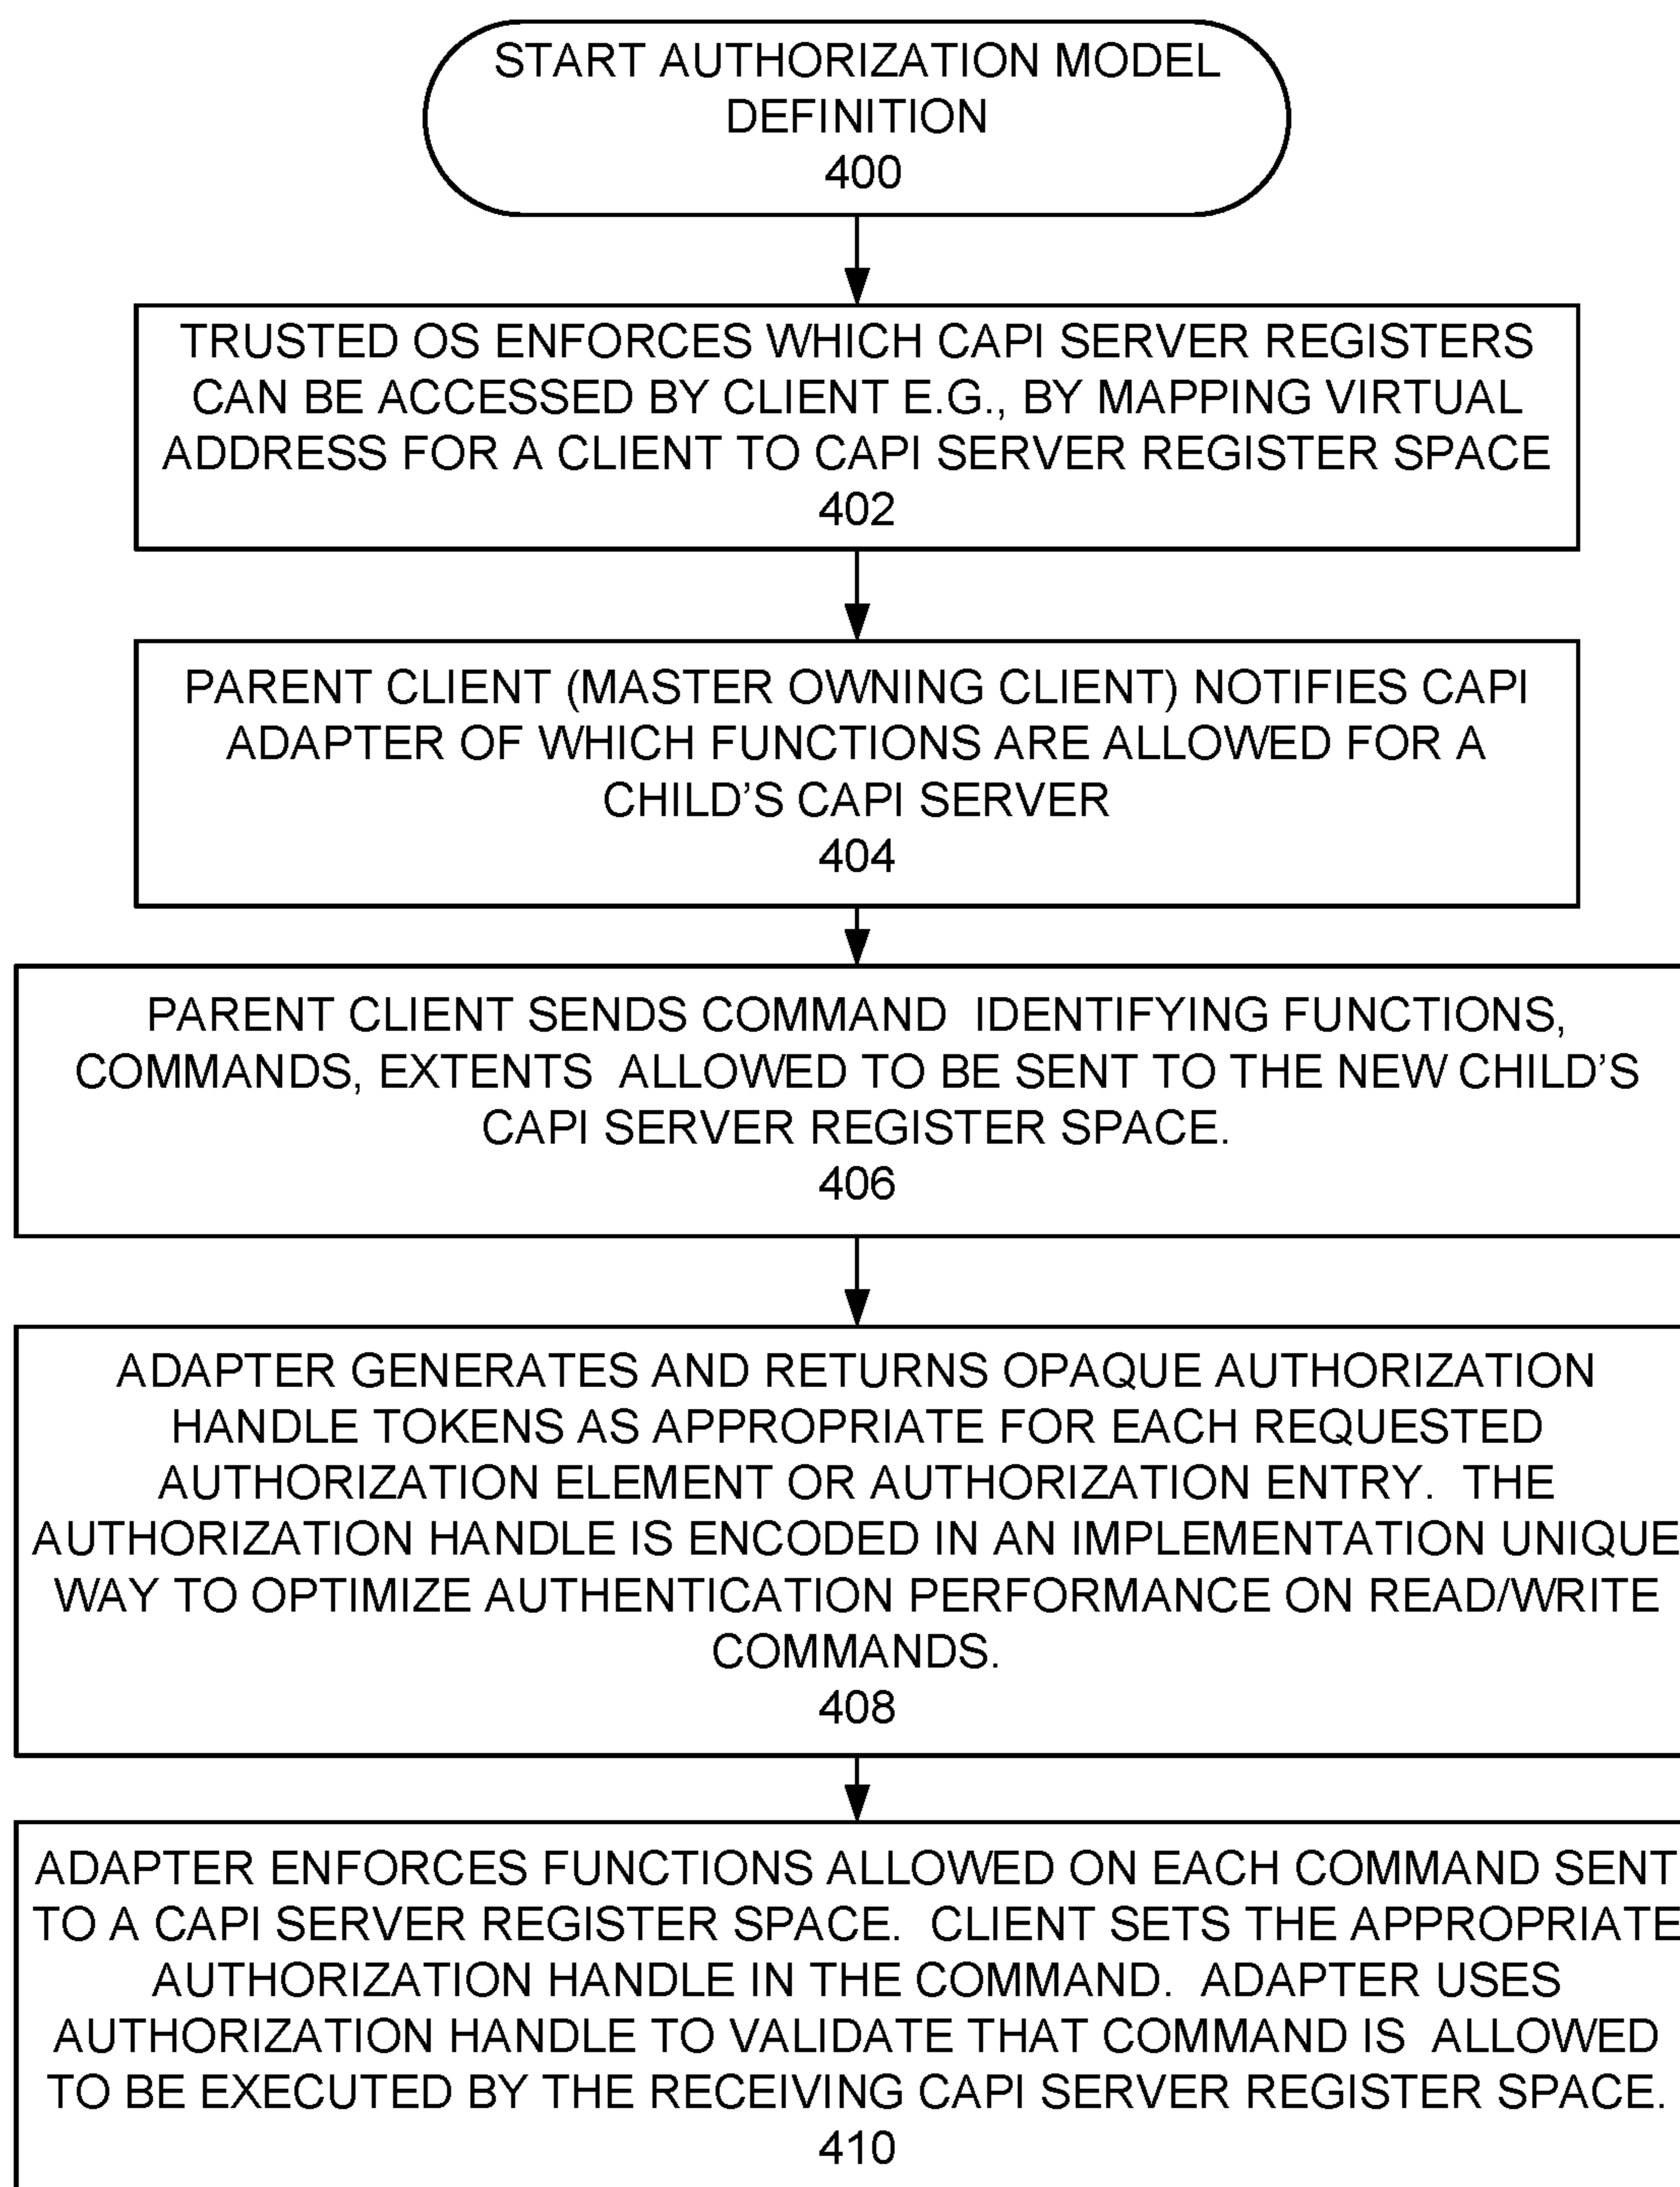 START AUTHORIZATION MODEL
DEFINITION
400
TRUSTED OS ENFORCES WHICH CAPI SERVER REGISTERS
CAN BE ACCESSED BY CLIENT E.G., BY MAPPING VIRTUAL
ADDRESS FOR A CLIENT TO CAPI SERVER REGISTER SPACE
402
PARENT CLIENT (MASTER OWNING CLIENT) NOTIFIES CAPI
ADAPTER OF WHICH FUNCTIONS ARE ALLOWED FOR A
CHILD'S CAPI SERVER
404
PARENT CLIENT SENDS COMMAND IDENTIFYING FUNCTIONS,
COMMANDS, EXTENTS ALLOWED TO BE SENT TO THE NEW CHILD'S
CAPI SERVER REGISTER SPACE.
406
ADAPTER GENERATES AND RETURNS OPAQUE AUTHORIZATION
HANDLE TOKENS AS APPROPRIATE FOR EACH REQUESTED
AUTHORIZATION ELEMENT OR AUTHORIZATION ENTRY. THE
AUTHORIZATION HANDLE IS ENCODED IN AN IMPLEMENTATION UNIQUE
WAY TO OPTIMIZE AUTHENTICATION PERFORMANCE ON READ/WRITE
COMMANDS.
408
ADAPTER ENFORCES FUNCTIONS ALLOWED ON EACH COMMAND SENT
TO A CAPI SERVER REGISTER SPACE. CLIENT SETS THE APPROPRIATE
AUTHORIZATION HANDLE IN THE COMMAND. ADAPTER USES
AUTHORIZATION HANDLE TO VALIDATE THAT COMMAND IS ALLOWED
TO BE EXECUTED BY THE RECEIVING CAPI SERVER REGISTER SPACE.
410